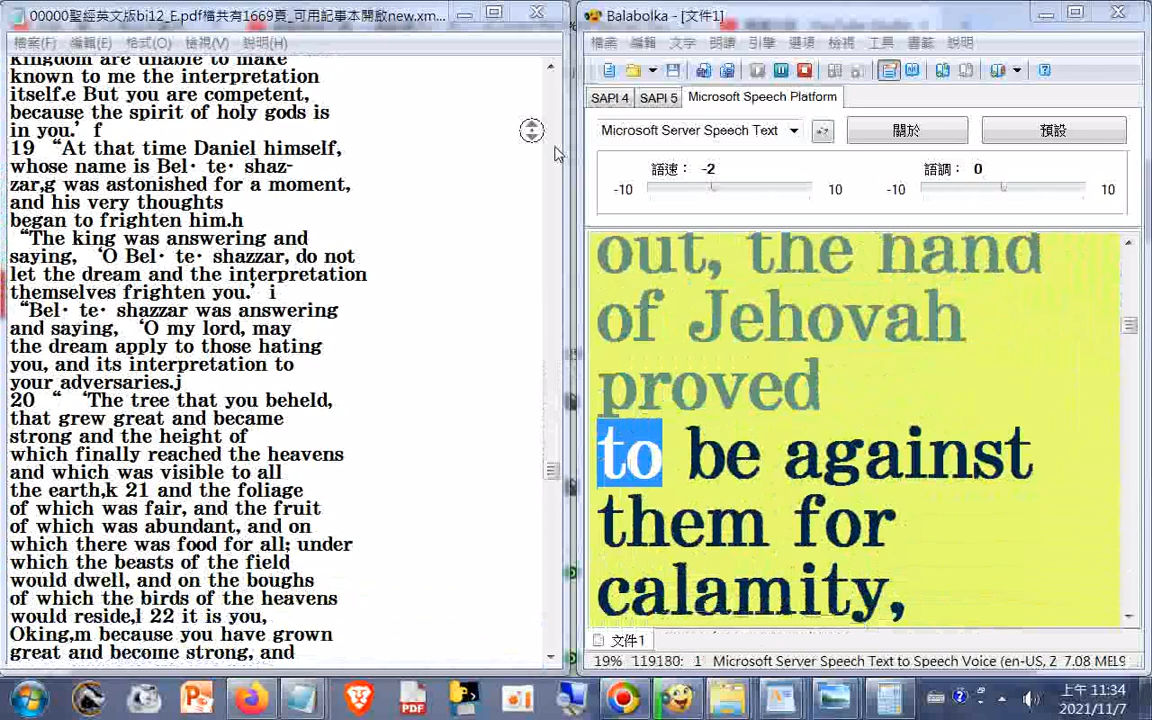 00000聖經英文版bi12_E.pdf檔共有1669頁_可用記事本開啟new.xm...
檔案(F) 編輯(E) 格式(O) 檢視(V) 說明(H)
kingdom are unable to make
known to me the interpretation
itself.e But you are competent,
because the spirit of holy gods is
in you.’ f
19 “At that time Daniel himself,
whose name is Bel· te· shaz-
zar,g was astonished for a moment,
and his very thoughts
began to frighten him.h
“The king was answering and
saying, ‘O Bel· te· shazzar, do not
let the dream and the interpretation
themselves frighten you.’ i
“Bel· te· shazzar was answering
and saying, ‘O my lord, may
the dream apply to those hating
you, and its interpretation to
your adversaries.j
20 “ ‘The tree that you beheld,
that grew great and became
strong and the height of
which finally reached the heavens
and which was visible to all
the earth,k 21 and the foliage
of which was fair, and the fruit
of which was abundant, and on
which there was food for all; under
which the beasts of the field
would dwell, and on the boughs
of which the birds of the heavens
would reside,l 22 it is you,
Oking,m because you have grown
great and become strong, and
Balabolka - [文件1]
檔案 編輯 文字 朗讀 引擎 選項 檢視 工具 書籤 說明
SAPI 4 SAPI 5 Microsoft Speech Platform
Microsoft Server Speech Text 關於 預設
語速： -2 語調： 0
-10 10 -10 10
out, the hand
of Jehovah
proved
to be against
them for
calamity,
文件1
19% 119180: 1 Microsoft Server Speech Text to Speech Voice (en-US, 2 7.08 ME
上午 11:34
2021/11/7